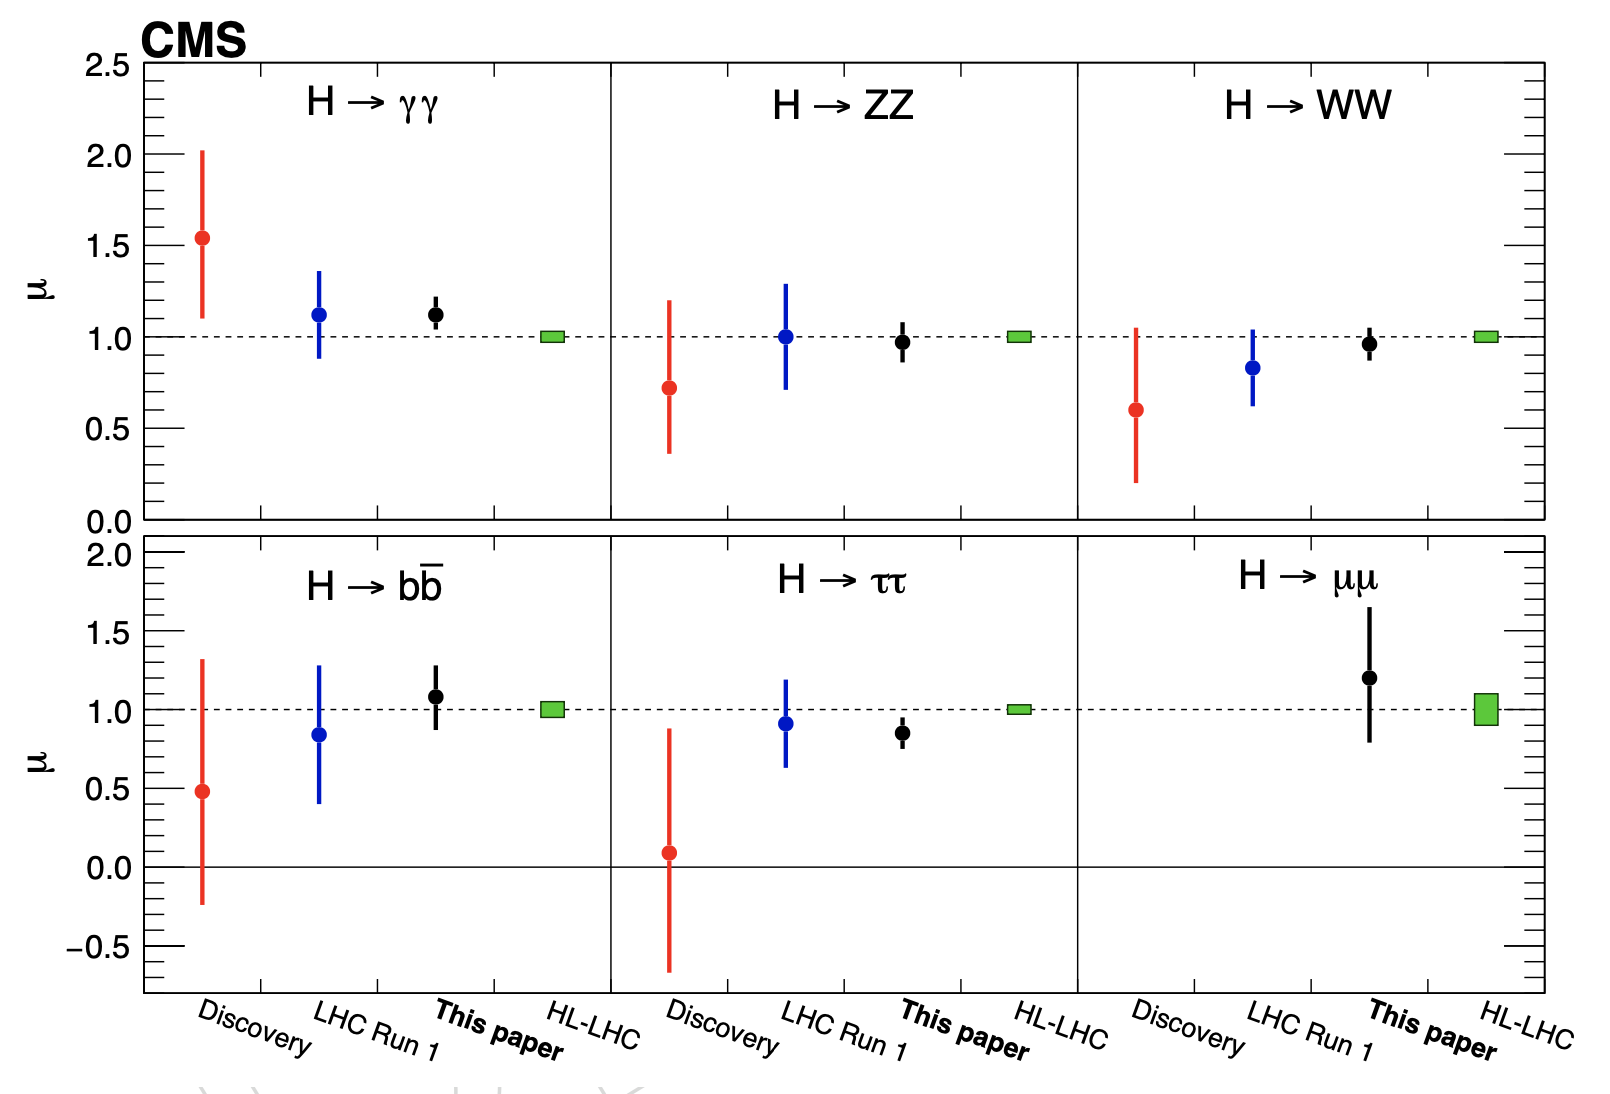 CMS
2.5
H → γγ
H → ZZ
H → WW
2.0
1.5
μ
1.0
0.5
0.0
2.0
H → bb̅
H → ττ
H → μμ
1.5
1.0
μ
0.5
0.0
−0.5
Discovery LHC Run 1 This paper HL-LHC Discovery LHC Run 1 This paper HL-LHC Discovery LHC Run 1 This paper HL-LHC